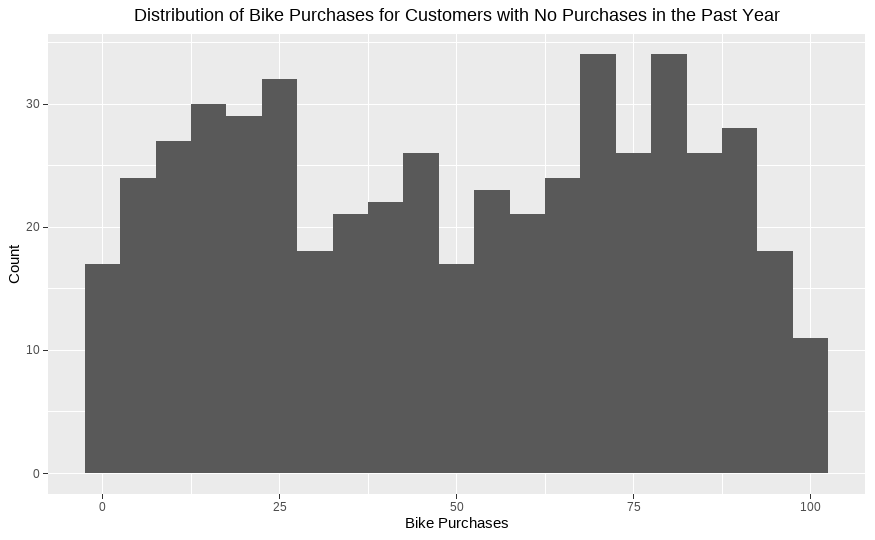 Distribution of Bike Purchases for Customers with No Purchases in the Past Year
Count
30
20
10
0
0 25 50 75 100
Bike Purchases